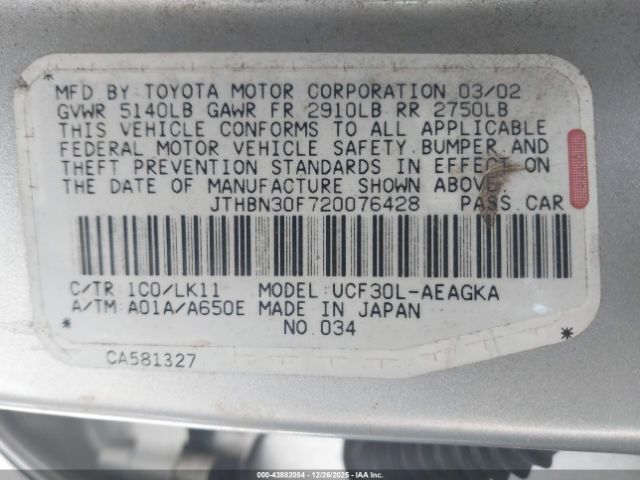 MFD BY: TOYOTA MOTOR CORPORATION 03/02
GVWR 5140LB GAWR FR 2910LB RR 2750LB
THIS VEHICLE CONFORMS TO ALL APPLICABLE
FEDERAL MOTOR VEHICLE SAFETY, BUMPER, AND
THEFT PREVENTION STANDARDS IN EFFECT ON
THE DATE OF MANUFACTURE SHOWN ABOVE.
JTHBN30F720076428 PASS. CAR
C/TR: 1C0/LK11 MODEL: UCF30L-AEAGKA
A/TM: A01A/A650E MADE IN JAPAN
NO. 034
* *
CA581327
000-43882084 | 12/26/2025 | IAAI.com